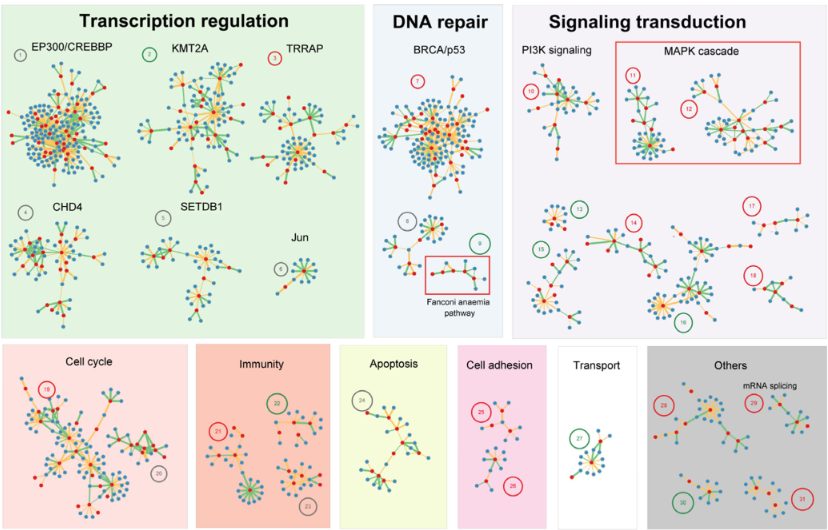 Transcription regulation
DNA repair
Signaling transduction
1
EP300/CREBBP
2
KMT2A
3
TRRAP
BRCA/p53
7
PI3K signaling
10
MAPK cascade
11
12
4
CHD4
5
SETDB1
Jun
6
8
9
Fanconi anaemia
pathway
13
14
15
16
17
18
Cell cycle
19
20
Immunity
21
22
23
Apoptosis
24
Cell adhesion
25
26
Transport
27
Others
mRNA splicing
28
29
30
31